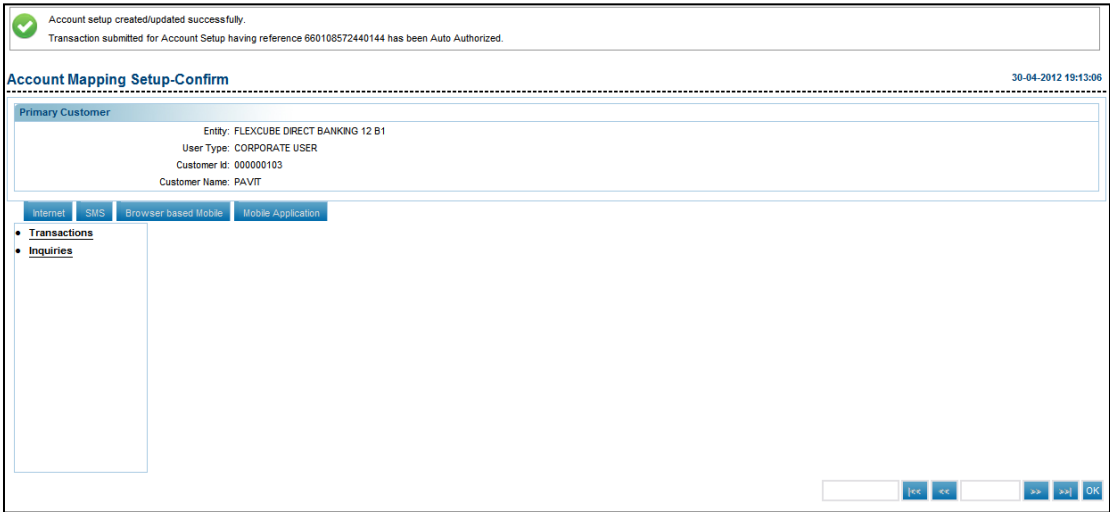 Account setup created/updated successfully.
Transaction submitted for Account Setup having reference 660108572440144 has been Auto Authorized.
Account Mapping Setup-Confirm
30-04-2012 19:13:06
Primary Customer
Entity: FLEXCUBE DIRECT BANKING 12 B1
User Type: CORPORATE USER
Customer Id: 000000103
Customer Name: PAVIT
Internet SMS Browser based Mobile Mobile Application
• Transactions
• Inquiries
|<< << >> >>| OK